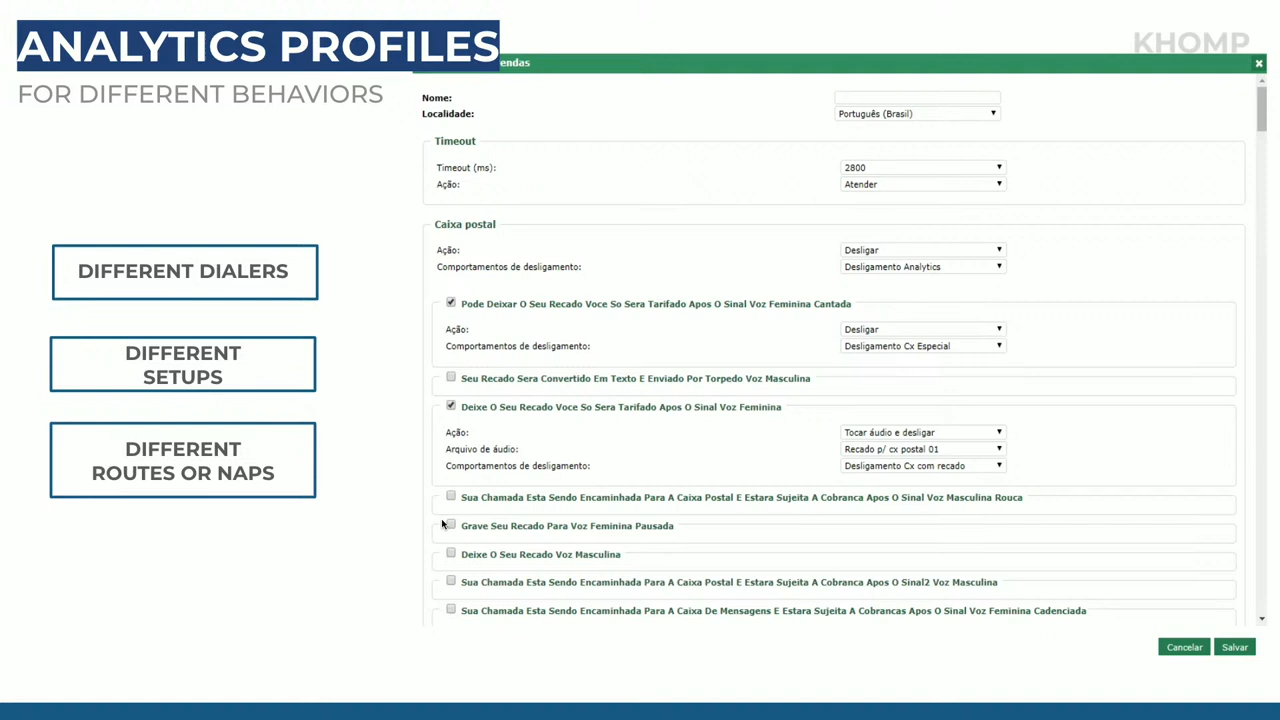 ANALYTICS PROFILES
FOR DIFFERENT BEHAVIORS
KHOMP
endas
Nome:
Localidade: Português (Brasil)
Timeout
Timeout (ms): 2800
Ação: Atender
Caixa postal
Ação: Desligar
Comportamentos de desligamento: Desligamento Analytics
Pode Deixar O Seu Recado Voce So Sera Tarifado Apos O Sinal Voz Feminina Cantada
Ação: Desligar
Comportamentos de desligamento: Desligamento Cx Especial
Seu Recado Sera Convertido Em Texto E Enviado Por Torpedo Voz Masculina
Deixe O Seu Recado Voce So Sera Tarifado Apos O Sinal Voz Feminina
Ação: Tocar áudio e desligar
Arquivo de áudio: Recado p/ cx postal 01
Comportamentos de desligamento: Desligamento Cx com recado
Sua Chamada Esta Sendo Encaminhada Para A Caixa Postal E Estara Sujeita A Cobranca Apos O Sinal Voz Masculina Rouca
Grave Seu Recado Para Voz Feminina Pausada
Deixe O Seu Recado Voz Masculina
Sua Chamada Esta Sendo Encaminhada Para A Caixa Postal E Estara Sujeita A Cobranca Apos O Sinal2 Voz Masculina
Sua Chamada Esta Sendo Encaminhada Para A Caixa De Mensagens E Estara Sujeita A Cobrancas Apos O Sinal Voz Feminina Cadenciada
Cancelar Salvar
DIFFERENT DIALERS
DIFFERENT
SETUPS
DIFFERENT
ROUTES OR NAPS